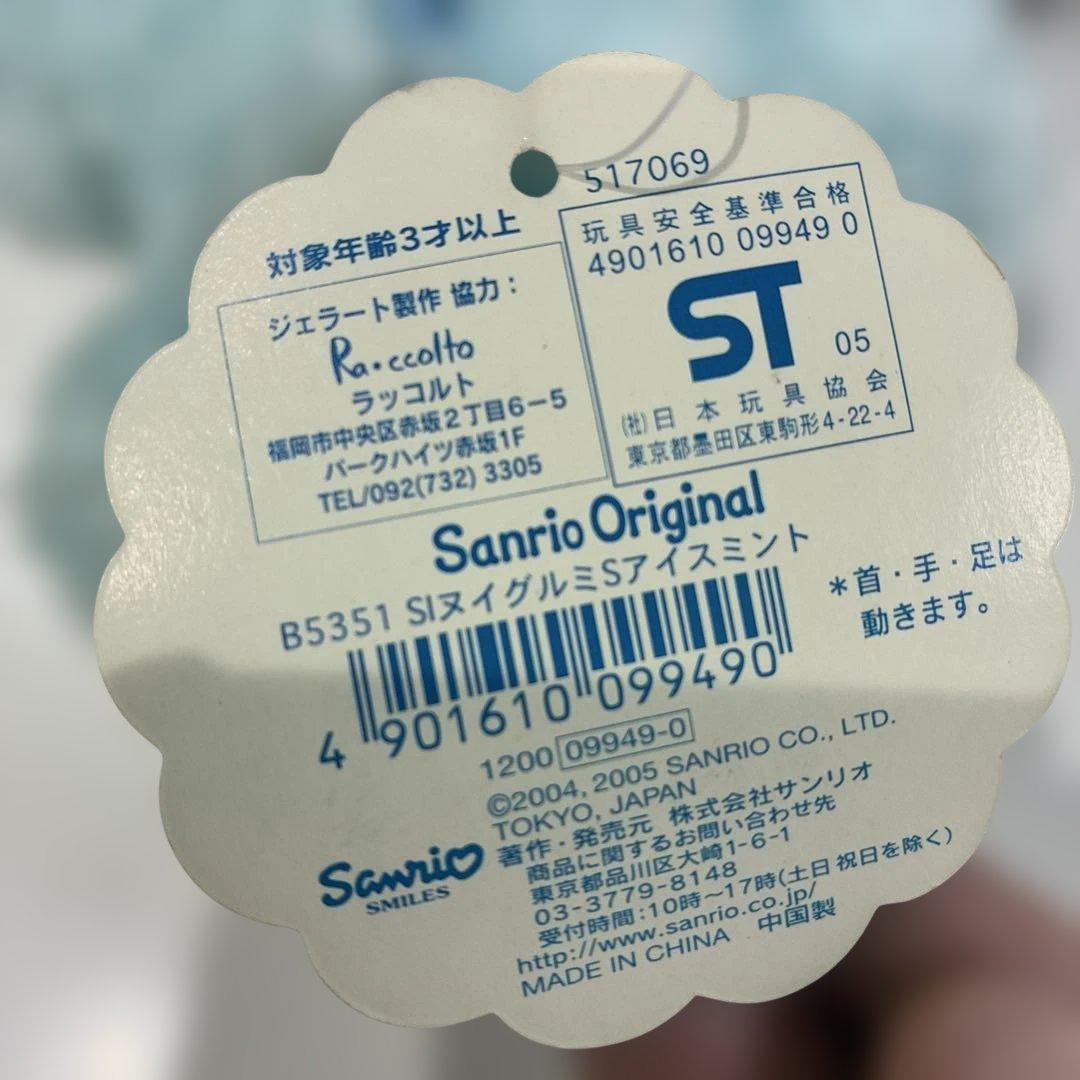 517069
対象年齢3才以上
ジェラート製作 協力：
Ra・ccolto
ラッコルト
福岡市中央区赤坂2丁目6-5
パークハイツ赤坂1F
TEL/092(732) 3305
玩具安全基準合格
4901610 09949 0
ST
05
(社)日本玩具協会
東京都墨田区東駒形4-22-4
Sanrio Original
B5351 SIヌイグルミSアイスミント
＊首・手・足は
動きます。
4 901610 099490
1200 09949-0
©2004, 2005 SANRIO CO., LTD.
TOKYO, JAPAN
著作・発売元 株式会社サンリオ
商品に関するお問い合わせ先
東京都品川区大崎1-6-1
03-3779-8148
受付時間：10時～17時(土日祝日を除く)
http://www.sanrio.co.jp/
MADE IN CHINA 中国製
Sanrio
SMILES